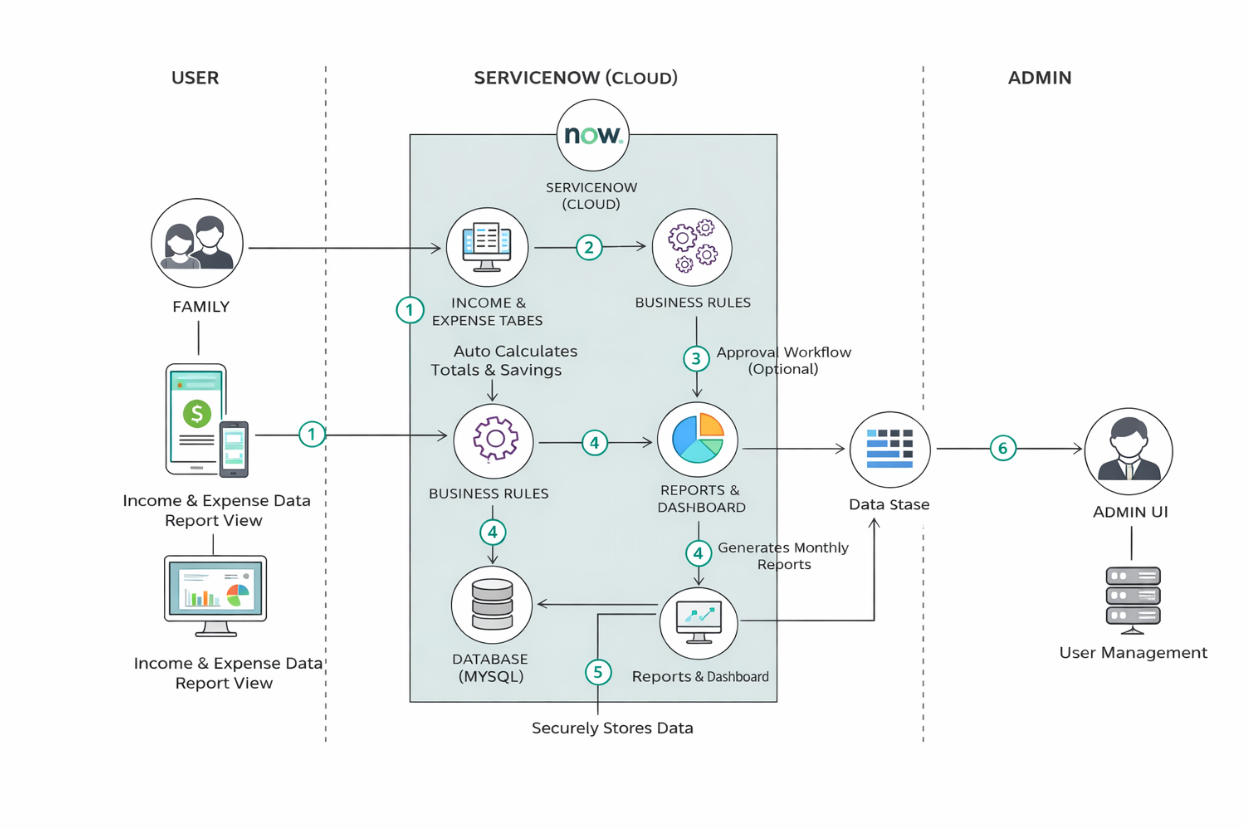 USER
SERVICENOW (CLOUD)
ADMIN
now.
SERVICENOW
(CLOUD)
2
FAMILY
1
INCOME &
EXPENSE TABES
BUSINESS RULES
Auto Calculates
Totals & Savings
3
Approval Workflow
(Optional)
$
1
4
6
Income & Expense Data
Report View
BUSINESS RULES
REPORTS &
DASHBOARD
Data Stase
ADMIN UI
4
4
Generates Monthly
Reports
Income & Expense Data
Report View
DATABASE
(MYSQL)
5
Reports & Dashboard
User Management
Securely Stores Data